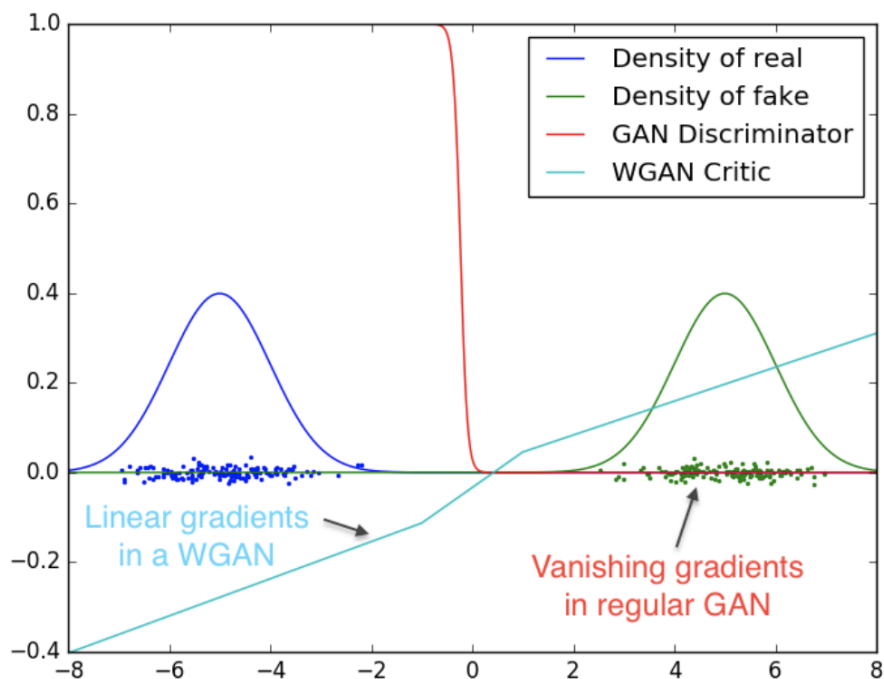 1.0
0.8
0.6
0.4
0.2
0.0
−0.2
−0.4
Density of real
Density of fake
GAN Discriminator
WGAN Critic
Linear gradients
in a WGAN
Vanishing gradients
in regular GAN
−8 −6 −4 −2 0 2 4 6 8